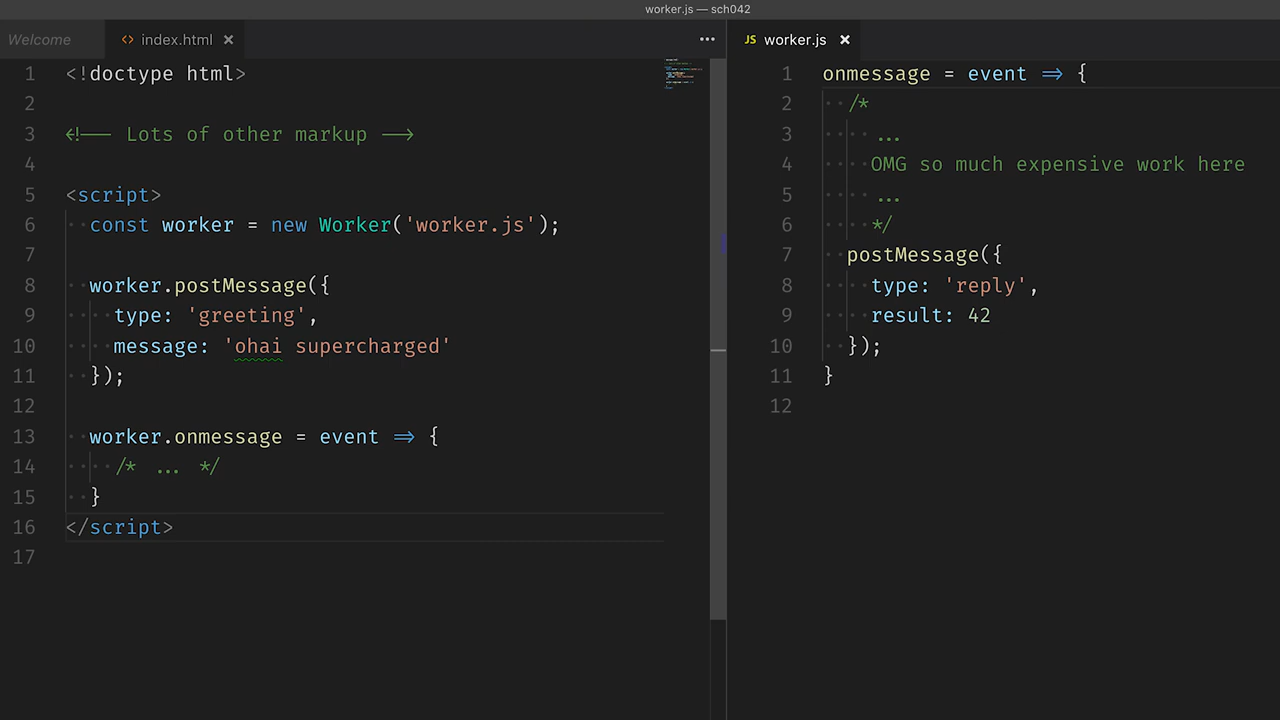 worker.js — sch042
Welcome
index.html
1 <!doctype html>
2
3 <!-- Lots of other markup -->
4
5 <script>
6 const worker = new Worker('worker.js');
7
8 worker.postMessage({
9 type: 'greeting',
10 message: 'ohai supercharged'
11 });
12
13 worker.onmessage = event => {
14 /* ... */
15 }
16 </script>
17
JS worker.js
1 onmessage = event => {
2 /*
3 ...
4 OMG so much expensive work here
5 ...
6 */
7 postMessage({
8 type: 'reply',
9 result: 42
10 });
11 }
12